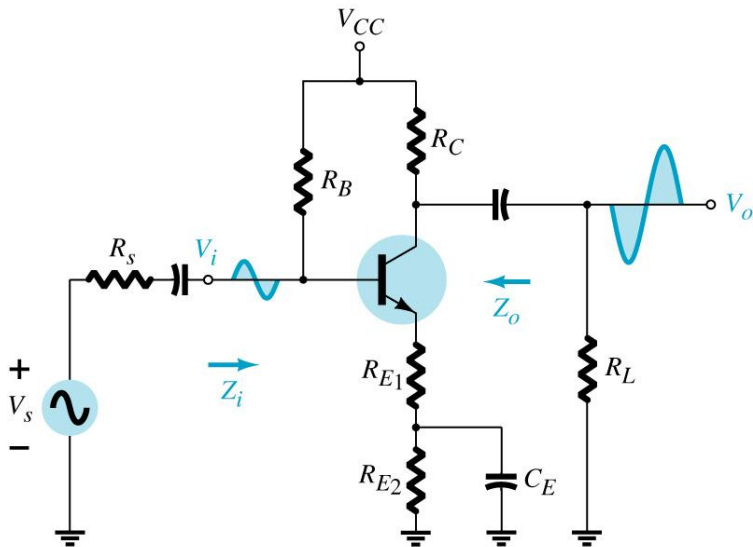 V_CC
R_C
R_B
V_o
V_i
R_s
Z_o
Z_i
R_E1
R_L
+
V_s
−
R_E2
C_E